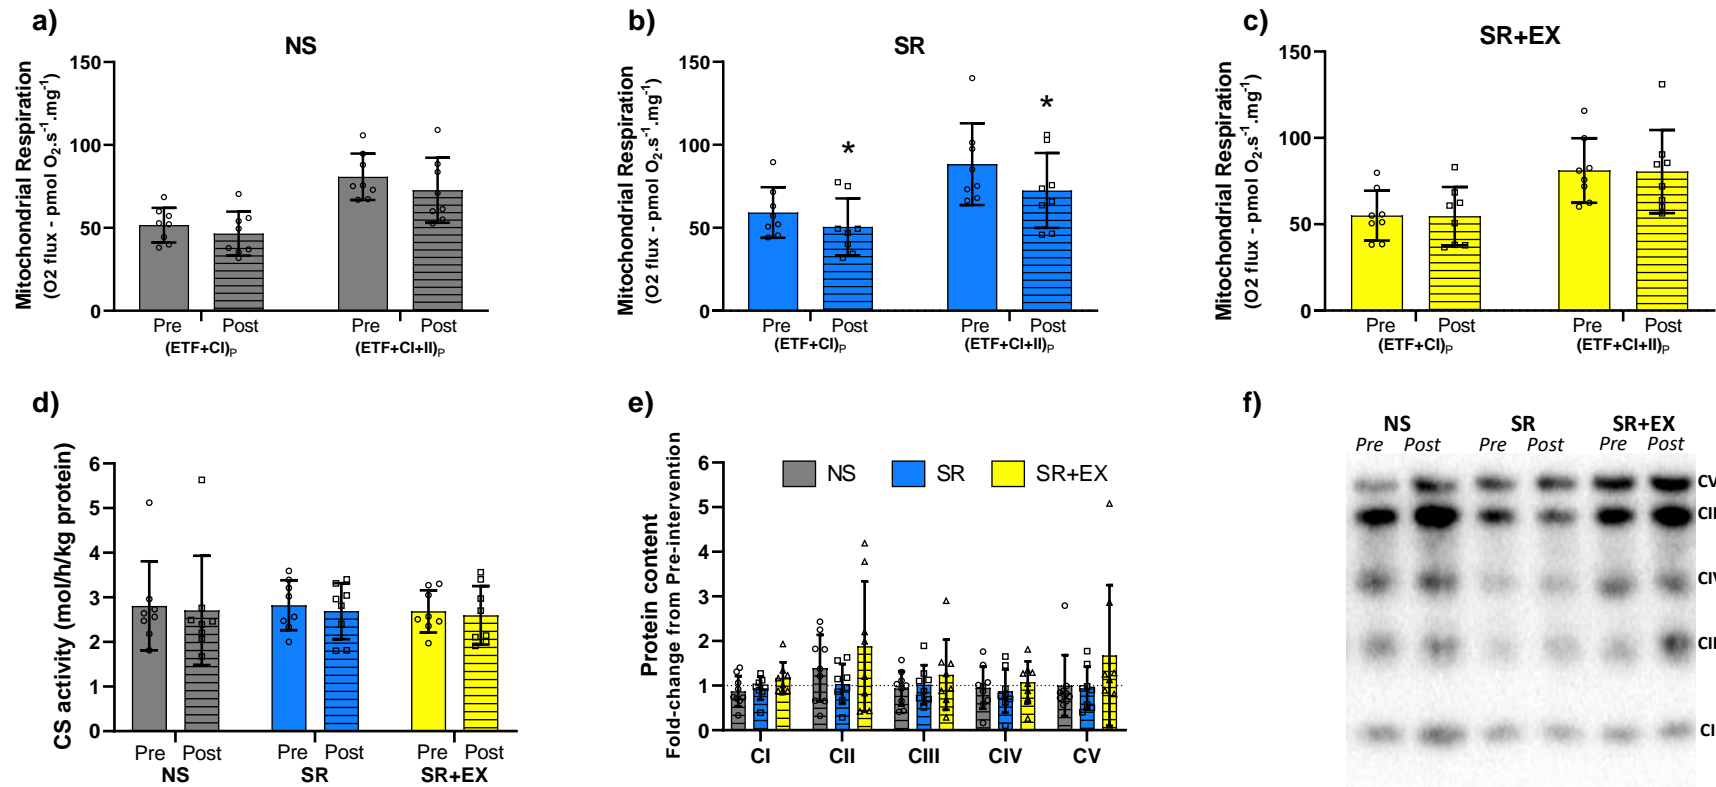 a)
NS
Mitochondrial Respiration
(O2 flux - pmol O₂.s⁻¹.mg⁻¹)
150
100
50
0
Pre Post Pre Post
(ETF+CI)P (ETF+CI+II)P
b)
SR
Mitochondrial Respiration
(O2 flux - pmol O₂.s⁻¹.mg⁻¹)
150
100
50
0
* *
Pre Post Pre Post
(ETF+CI)P (ETF+CI+II)P
c)
SR+EX
Mitochondrial Respiration
(O2 flux - pmol O₂.s⁻¹.mg⁻¹)
150
100
50
0
Pre Post Pre Post
(ETF+CI)P (ETF+CI+II)P
d)
CS activity (mol/h/kg protein)
6
5
4
3
2
1
0
Pre Post Pre Post Pre Post
NS SR SR+EX
e)
Protein content
Fold-change from Pre-intervention
6
5
4
3
2
1
0
NS SR SR+EX
CI CII CIII CIV CV
f)
NS SR SR+EX
Pre Post Pre Post Pre Post
CV
CII
CIV
CII
CI